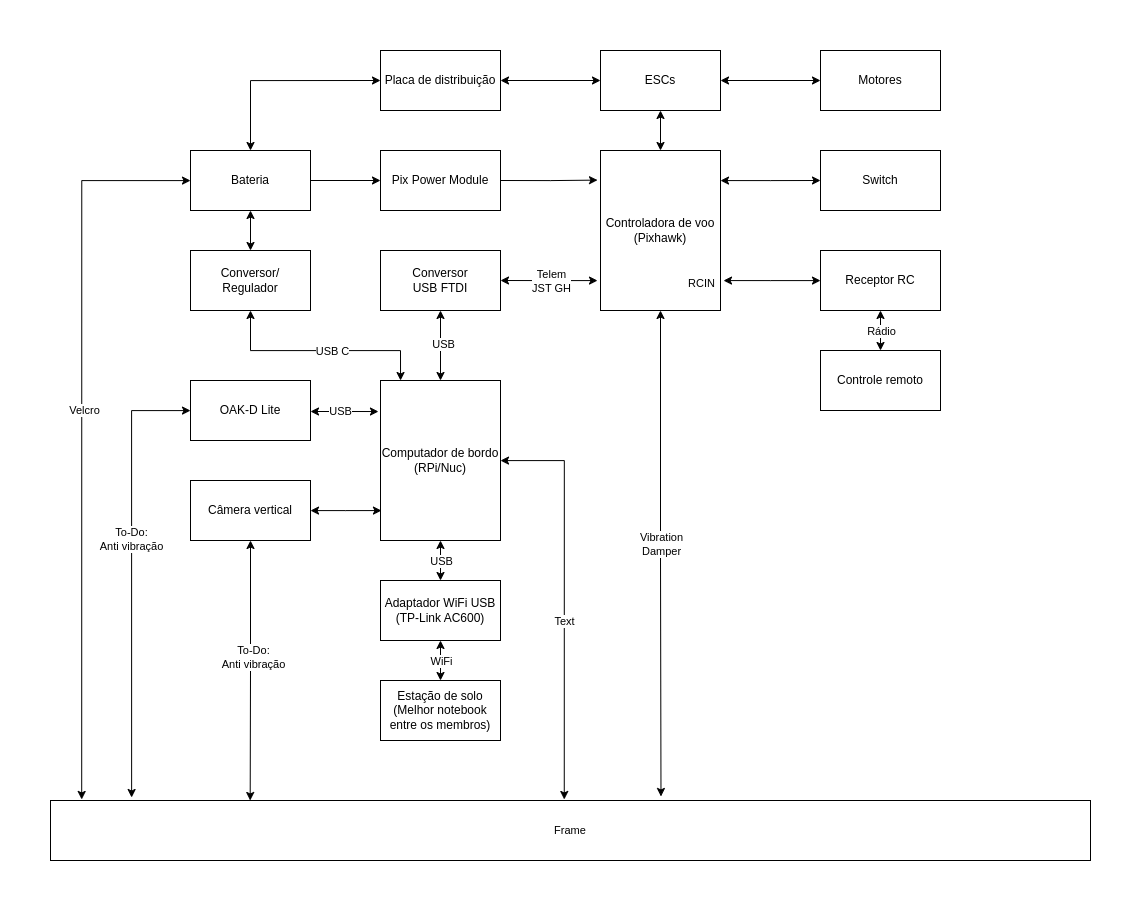 Placa de distribuição
ESCs
Motores
Bateria
Pix Power Module
Controladora de voo
(Pixhawk)
RCIN
Switch
Conversor/
Regulador
Conversor
USB FTDI
Telem
JST GH
Receptor RC
Rádio
Controle remoto
USB C
USB
Velcro
OAK-D Lite
USB
Computador de bordo
(RPi/Nuc)
Câmera vertical
To-Do:
Anti vibração
Vibration
Damper
USB
Adaptador WiFi USB
(TP-Link AC600)
Text
WiFi
To-Do:
Anti vibração
Estação de solo
(Melhor notebook
entre os membros)
Frame